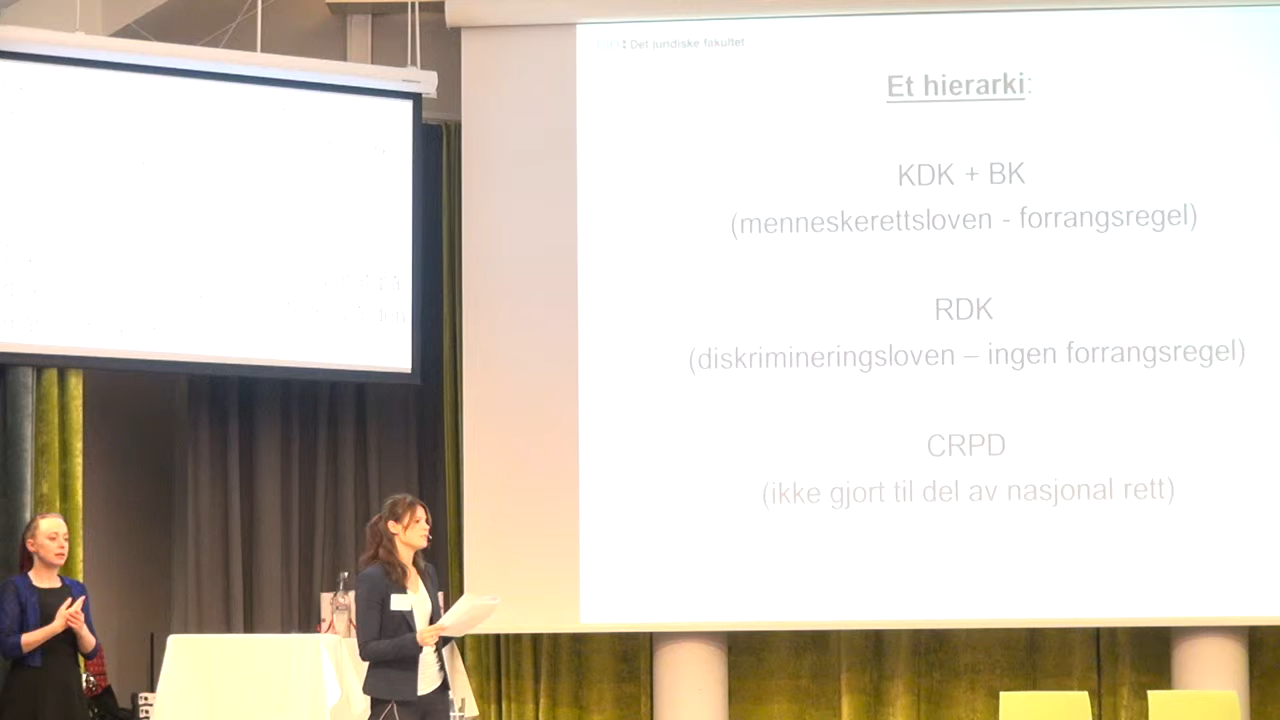 Det juridiske fakultet
Et hierarki:
KDK + BK
(menneskerettsloven - forrangsregel)
RDK
(diskrimineringsloven – ingen forrangsregel)
CRPD
(ikke gjort til del av nasjonal rett)